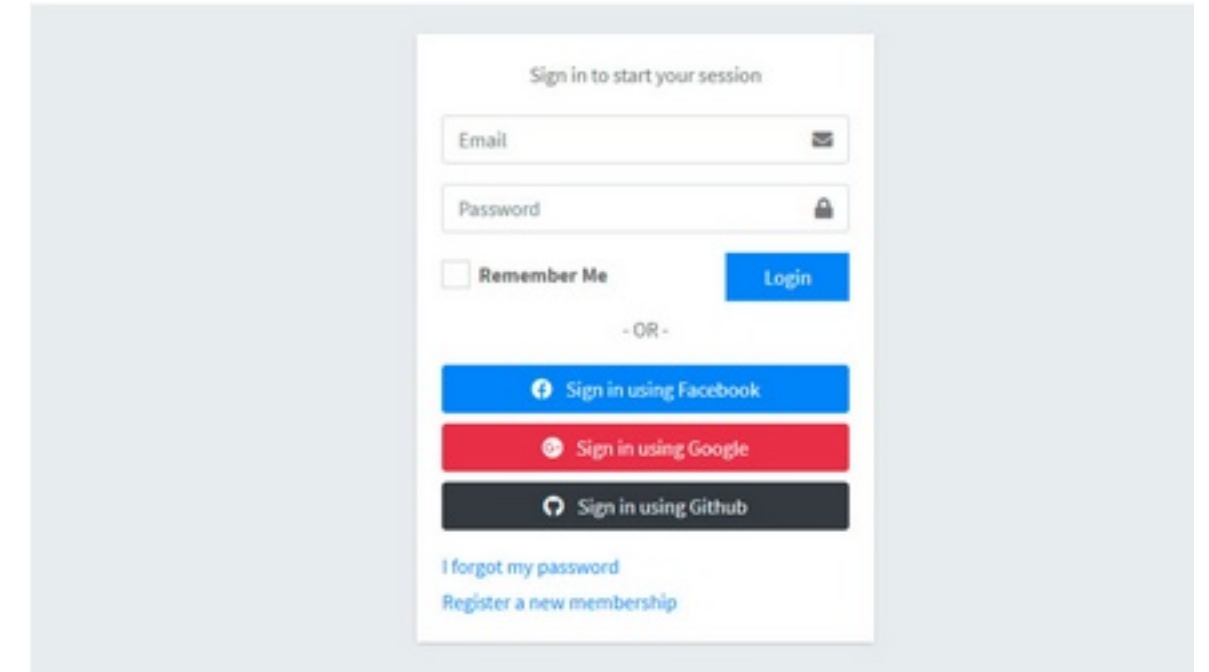 Sign in to start your session
Email
Password
Remember Me
Login
- OR -
Sign in using Facebook
Sign in using Google
Sign in using Github
I forgot my password
Register a new membership